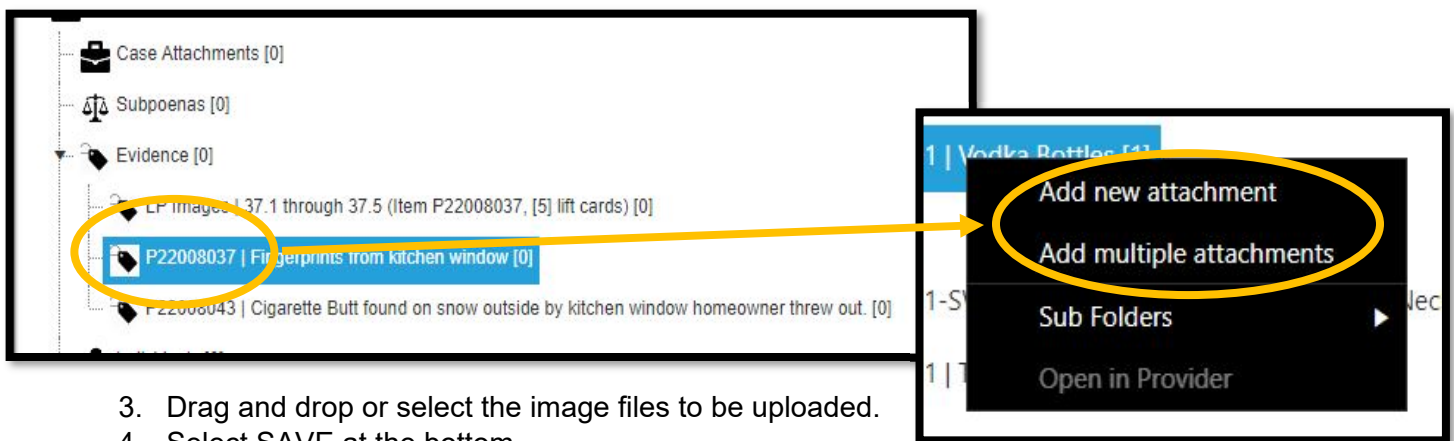 Case Attachments [0]
Subpoenas [0]
Evidence [0]
LP Images | 37.1 through 37.5 (Item P22008037, [5] lift cards) [0]
P22008037 | Fingerprints from kitchen window [0]
P22008043 | Cigarette Butt found on snow outside by kitchen window homeowner threw out. [0]
1 | Vodka Bottles [1]
Add new attachment
Add multiple attachments
Sub Folders
Open in Provider
3. Drag and drop or select the image files to be uploaded.
4. Select SAVE at the bottom